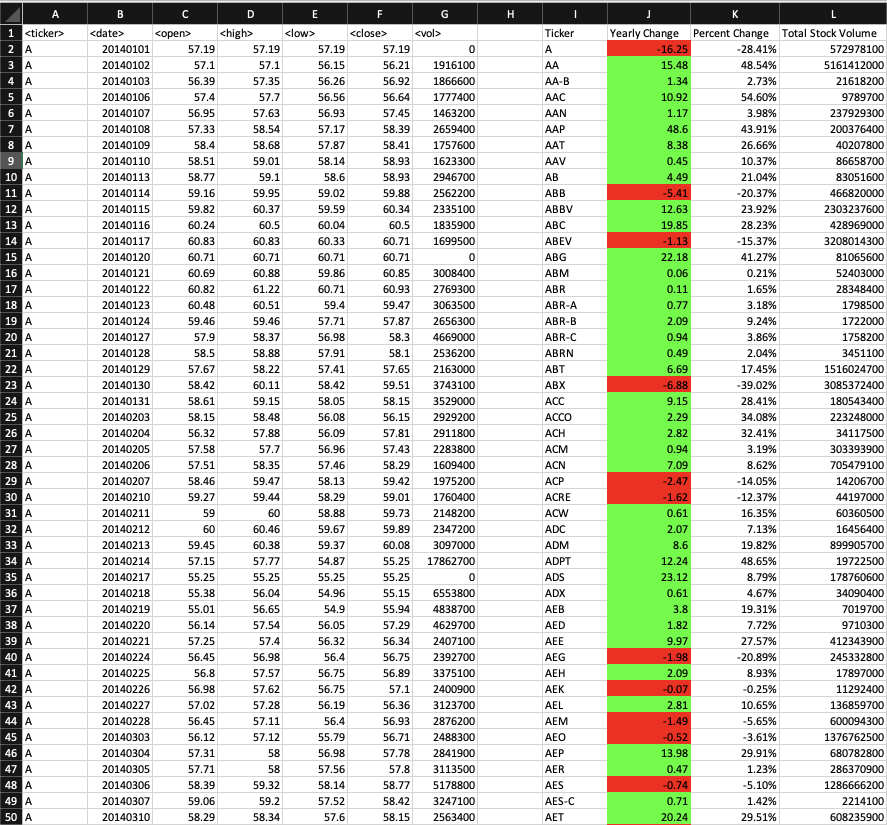 A B C D E F G H I J K L
1 <ticker> <date> <open> <high> <low> <close> <vol> Ticker Yearly Change Percent Change Total Stock Volume
2 A 20140101 57.19 57.19 57.19 57.19 0 A -16.25 -28.41% 572978100
3 A 20140102 57.1 57.1 56.15 56.21 1916100 AA 15.48 48.54% 5161412000
4 A 20140103 56.39 57.35 56.26 56.92 1866600 AA-B 1.34 2.73% 21618200
5 A 20140106 57.4 57.7 56.56 56.64 1777400 AAC 10.92 54.60% 9789700
6 A 20140107 56.95 57.63 56.93 57.45 1463200 AAN 1.17 3.98% 237929300
7 A 20140108 57.33 58.54 57.17 58.39 2659400 AAP 48.6 43.91% 200376400
8 A 20140109 58.4 58.68 57.87 58.41 1757600 AAT 8.38 26.66% 40207800
9 A 20140110 58.51 59.01 58.14 58.93 1623300 AAV 0.45 10.37% 86658700
10 A 20140113 58.77 59.1 58.6 58.93 2946700 AB 4.49 21.04% 83051600
11 A 20140114 59.16 59.95 59.02 59.88 2562200 ABB -5.41 -20.37% 466820000
12 A 20140115 59.82 60.37 59.59 60.34 2335100 ABBV 12.63 23.92% 2303237600
13 A 20140116 60.24 60.5 60.04 60.5 1835900 ABC 19.85 28.23% 428969000
14 A 20140117 60.83 60.83 60.33 60.71 1699500 ABEV -1.13 -15.37% 3208014300
15 A 20140120 60.71 60.71 60.71 60.71 0 ABG 22.18 41.27% 81065600
16 A 20140121 60.69 60.88 59.86 60.85 3008400 ABM 0.06 0.21% 52403000
17 A 20140122 60.82 61.22 60.71 60.93 2769300 ABR 0.11 1.65% 28348400
18 A 20140123 60.48 60.51 59.4 59.47 3063500 ABR-A 0.77 3.18% 1798500
19 A 20140124 59.46 59.46 57.71 57.87 2656300 ABR-B 2.09 9.24% 1722000
20 A 20140127 57.9 58.37 56.98 58.3 4669000 ABR-C 0.94 3.86% 1758200
21 A 20140128 58.5 58.88 57.91 58.1 2536200 ABRN 0.49 2.04% 3451100
22 A 20140129 57.67 58.22 57.41 57.65 2163000 ABT 6.69 17.45% 1516024700
23 A 20140130 58.42 60.11 58.42 59.51 3743100 ABX -6.88 -39.02% 3085372400
24 A 20140131 58.61 59.15 58.05 58.15 3529000 ACC 9.15 28.41% 180543400
25 A 20140203 58.15 58.48 56.08 56.15 2929200 ACCO 2.29 34.08% 223248000
26 A 20140204 56.32 57.88 56.09 57.81 2911800 ACH 2.82 32.41% 34117500
27 A 20140205 57.58 57.7 56.96 57.43 2283800 ACM 0.94 3.19% 303393900
28 A 20140206 57.51 58.35 57.46 58.29 1609400 ACN 7.09 8.62% 705479100
29 A 20140207 58.46 59.47 58.13 59.42 1975200 ACP -2.47 -14.05% 14206700
30 A 20140210 59.27 59.44 58.29 59.01 1760400 ACRE -1.62 -12.37% 44197000
31 A 20140211 59 60 58.88 59.73 2148200 ACW 0.61 16.35% 60360500
32 A 20140212 60 60.46 59.67 59.89 2347200 ADC 2.07 7.13% 16456400
33 A 20140213 59.45 60.38 59.37 60.08 3097000 ADM 8.6 19.82% 899905700
34 A 20140214 57.15 57.77 54.87 55.25 17862700 ADPT 12.24 48.65% 19722500
35 A 20140217 55.25 55.25 55.25 55.25 0 ADS 23.12 8.79% 178760600
36 A 20140218 55.38 56.04 54.96 55.15 6553800 ADX 0.61 4.67% 34090400
37 A 20140219 55.01 56.65 54.9 55.94 4838700 AEB 3.8 19.31% 7019700
38 A 20140220 56.14 57.54 56.05 57.29 4629700 AED 1.82 7.72% 9710300
39 A 20140221 57.25 57.4 56.32 56.34 2407100 AEE 9.97 27.57% 412343900
40 A 20140224 56.45 56.98 56.4 56.75 2392700 AEG -1.98 -20.89% 245332800
41 A 20140225 56.8 57.57 56.75 56.89 3375100 AEH 2.09 8.93% 17897000
42 A 20140226 56.98 57.62 56.75 57.1 2400900 AEK -0.07 -0.25% 11292400
43 A 20140227 57.02 57.28 56.19 56.36 3123700 AEL 2.81 10.65% 136859700
44 A 20140228 56.45 57.11 56.4 56.93 2876200 AEM -1.49 -5.65% 600094300
45 A 20140303 56.12 57.12 55.79 56.71 2488300 AEO -0.52 -3.61% 1376762500
46 A 20140304 57.31 58 56.98 57.78 2841900 AEP 13.98 29.91% 680782800
47 A 20140305 57.71 58 57.56 57.8 3113500 AER 0.47 1.23% 286370900
48 A 20140306 58.39 59.32 58.14 58.77 5178800 AES -0.74 -5.10% 1286666200
49 A 20140307 59.06 59.2 57.52 58.42 3247100 AES-C 0.71 1.42% 2214100
50 A 20140310 58.29 58.34 57.6 58.15 2563400 AET 20.24 29.51% 608235900